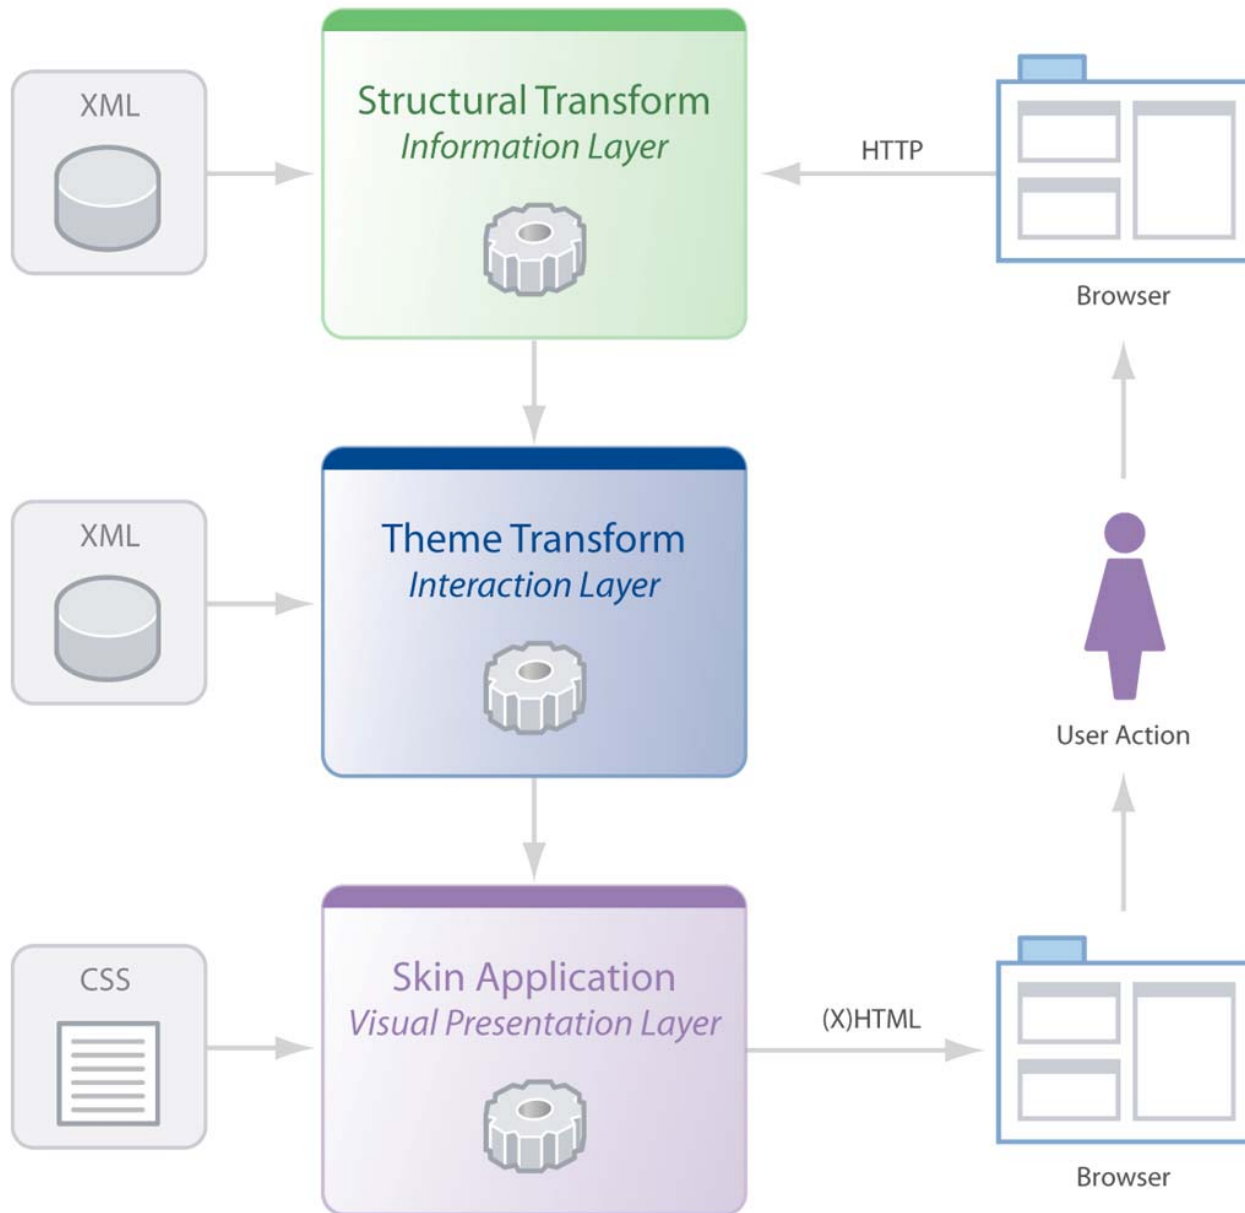 XML
Structural Transform
Information Layer
HTTP
Browser
XML
Theme Transform
Interaction Layer
User Action
CSS
Skin Application
Visual Presentation Layer
(X)HTML
Browser